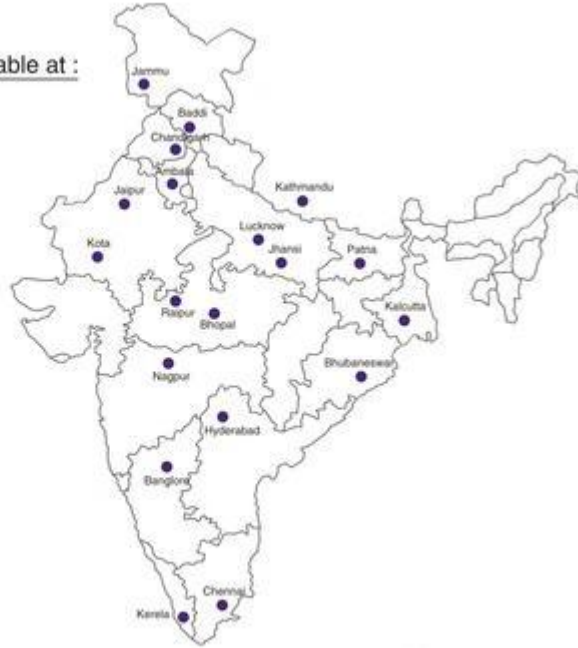 able at :
Jammu
Baddi
Chandigarh
Ambala
Jaipur
Kathmandu
Lucknow
Kota
Jhansi
Patna
Raipur
Bhopal
Kalcutta
Nagpur
Bhubaneswar
Hyderabad
Banglore
Chennai
Kerela